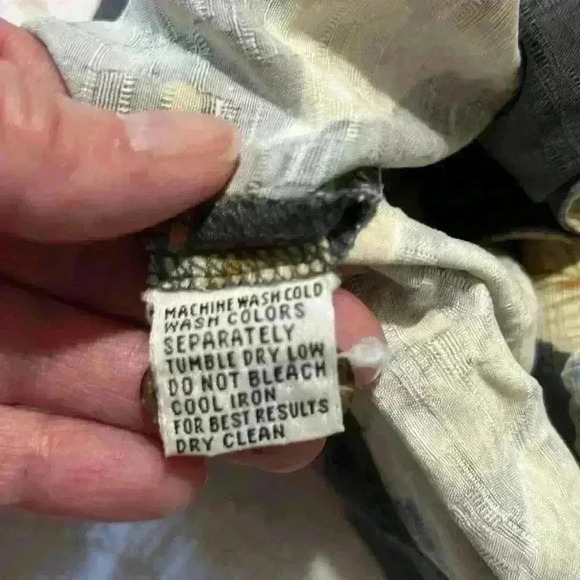 MACHINE WASH COLD
WASH COLORS
SEPARATELY
TUMBLE DRY LOW
DO NOT BLEACH
COOL IRON
FOR BEST RESULTS
DRY CLEAN